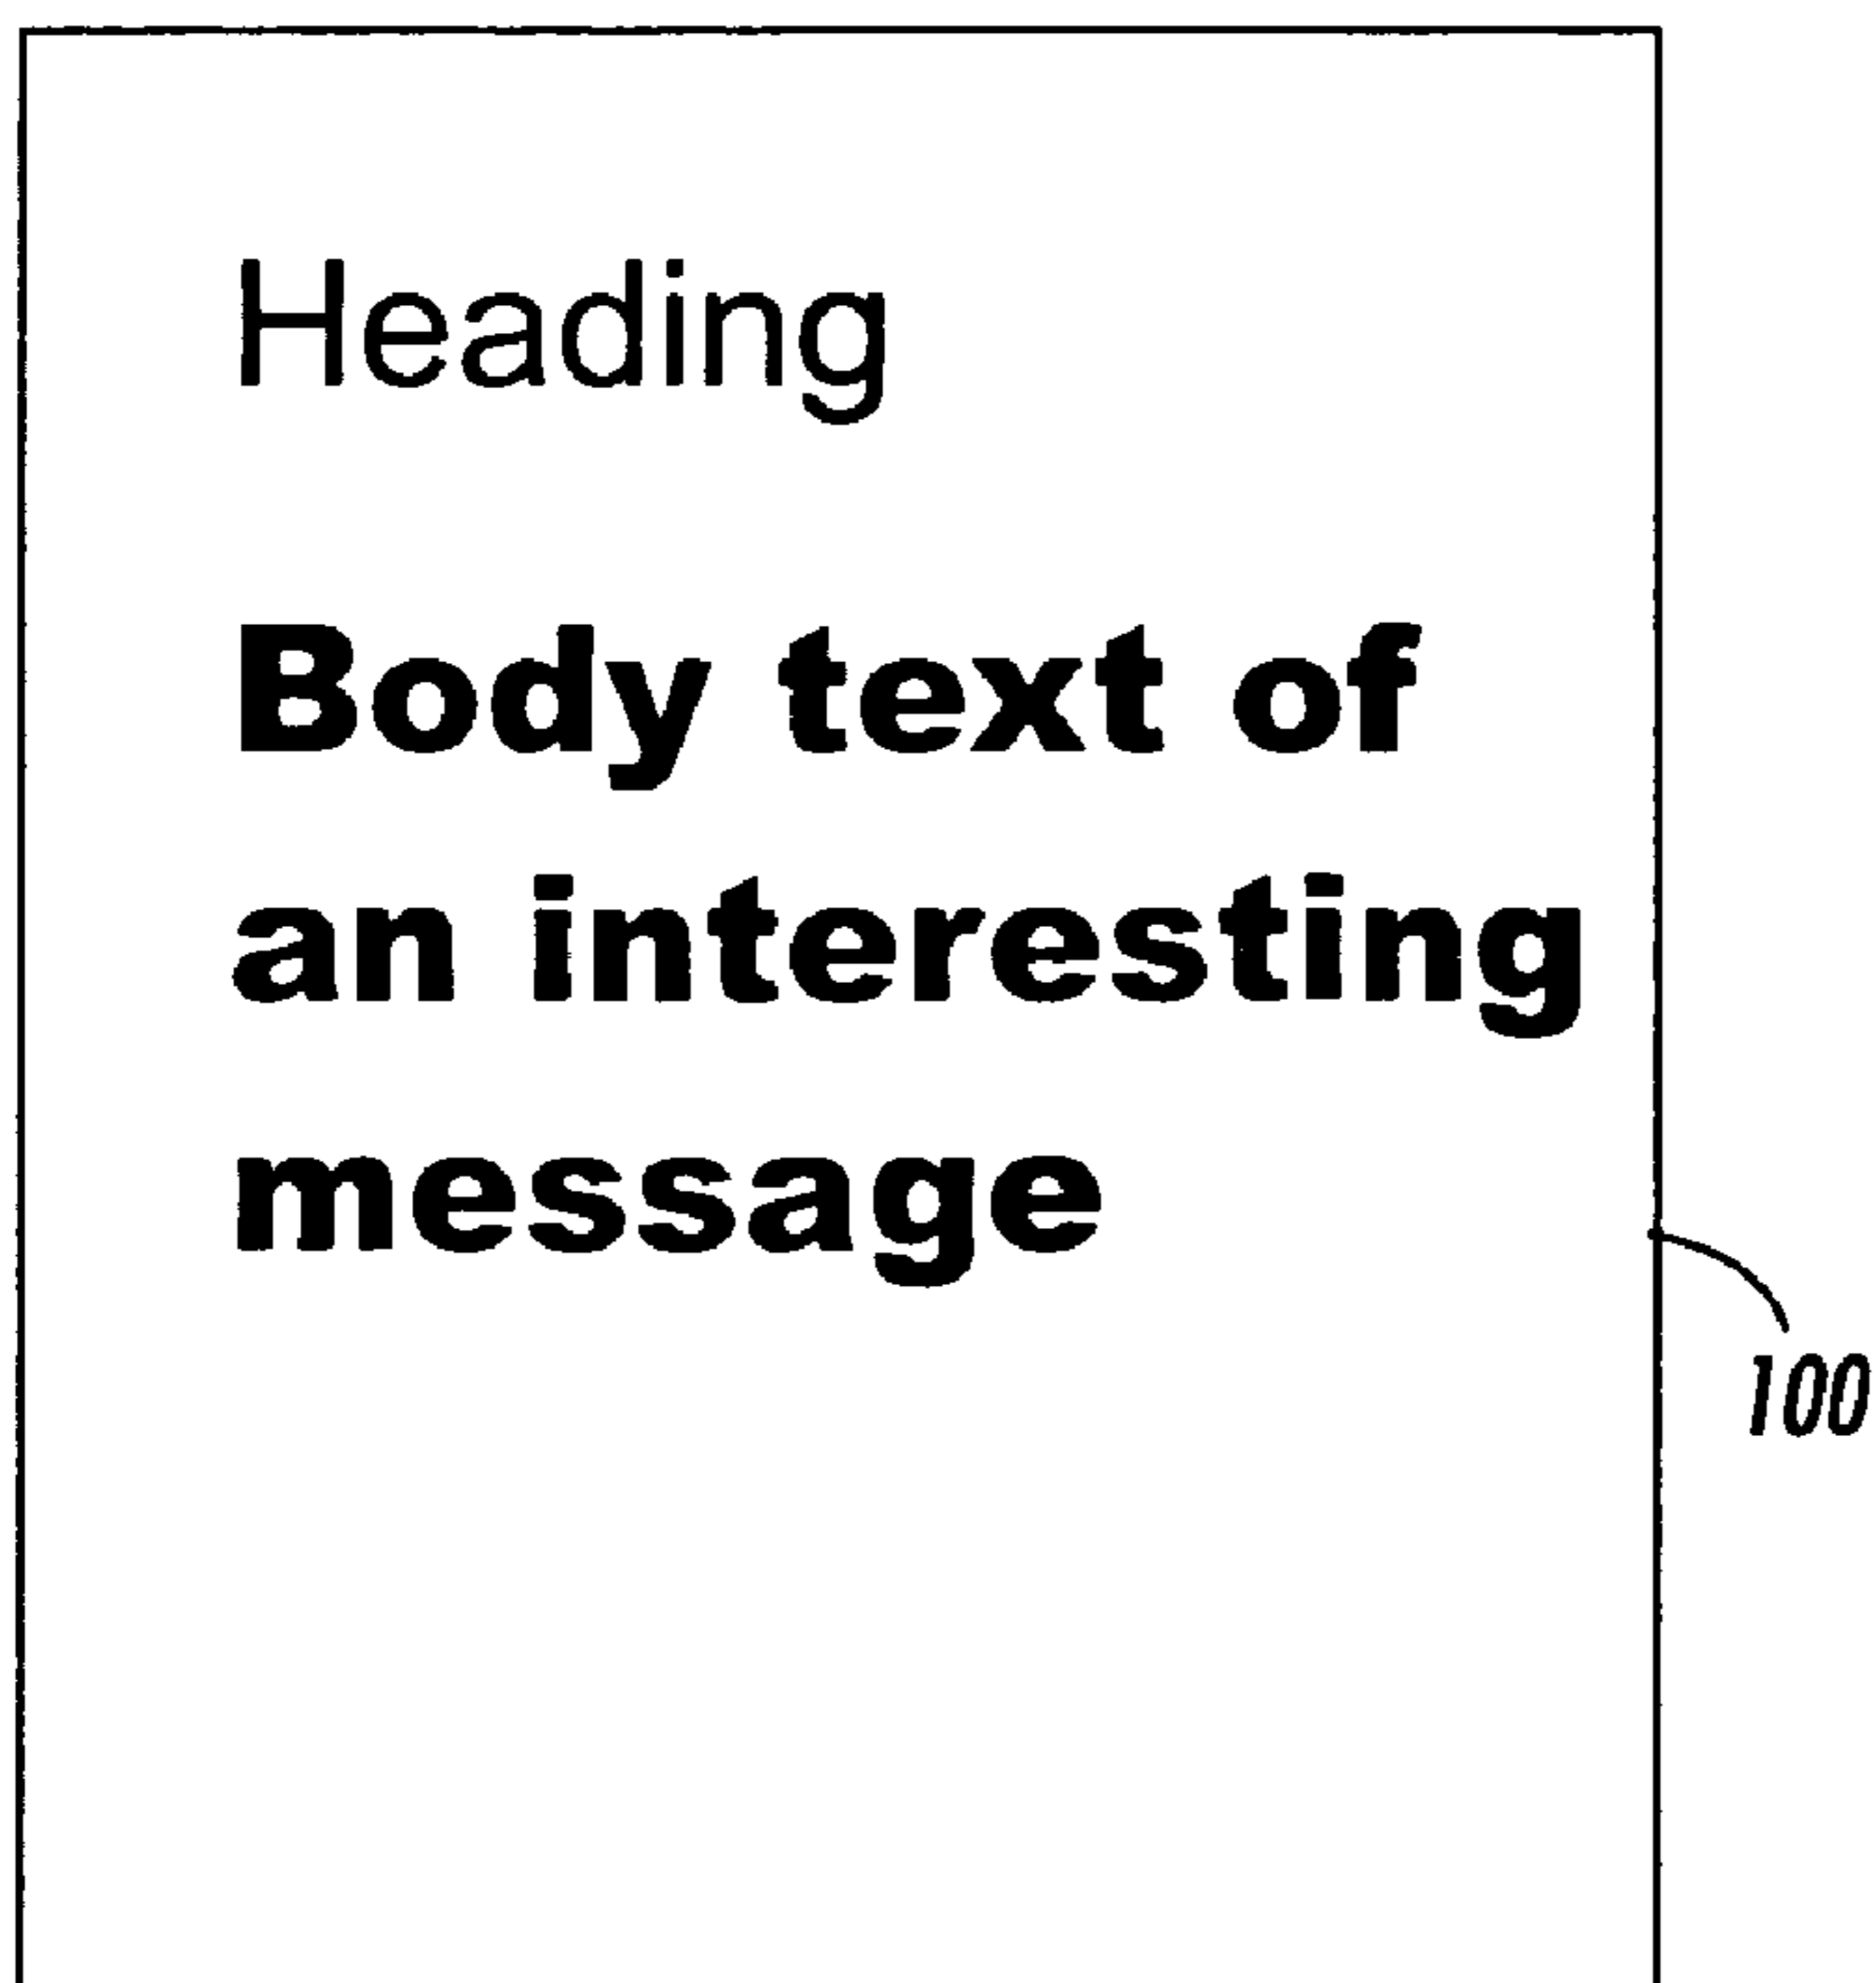 Heading
Body text of
an interesting
message
100